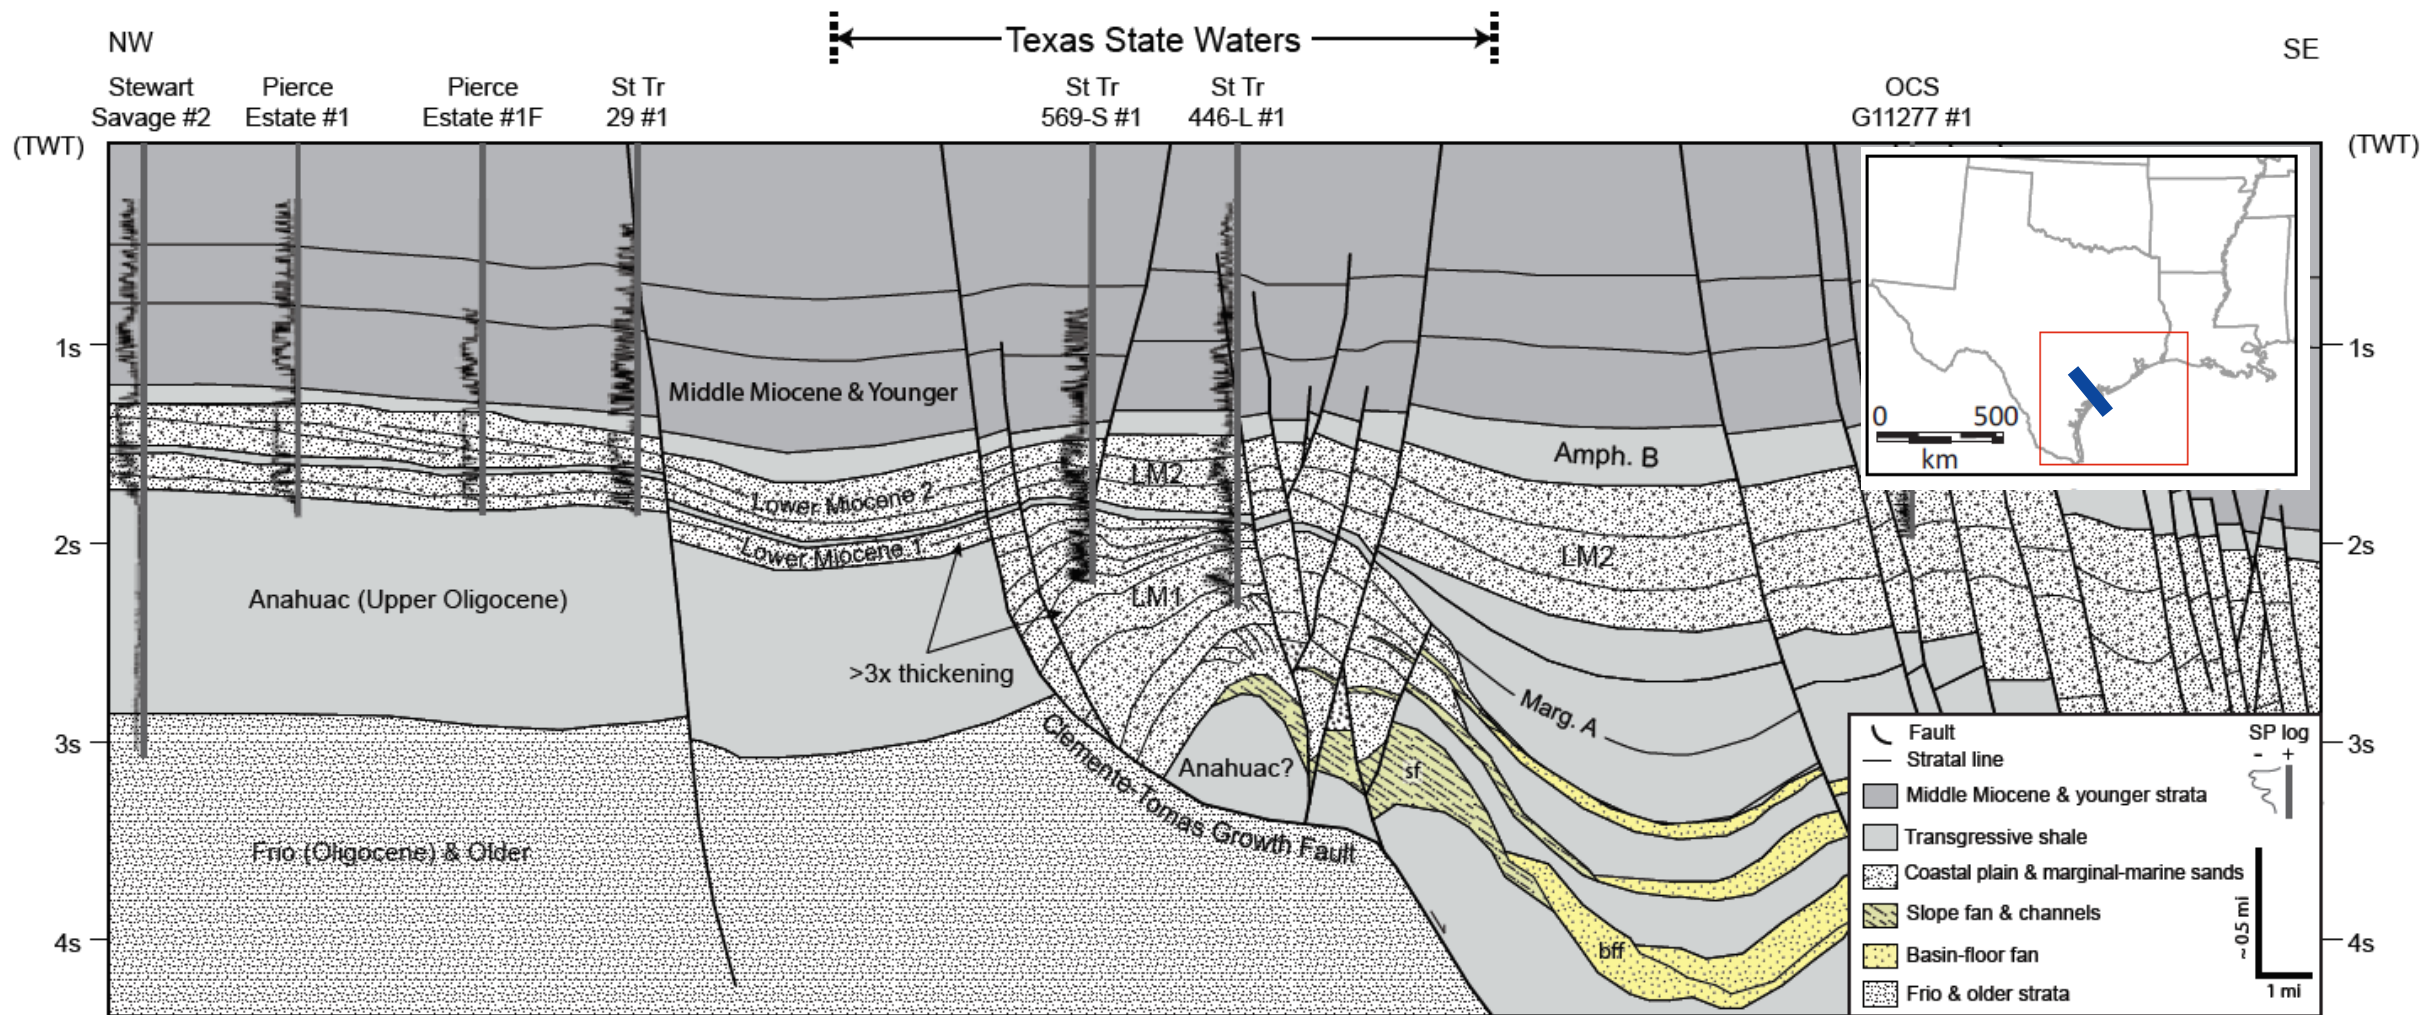 NW
Texas State Waters
SE
Stewart
Savage #2
Pierce
Estate #1
Pierce
Estate #1F
St Tr
29 #1
St Tr
569-S #1
St Tr
446-L #1
OCS
G11277 #1
(TWT)
(TWT)
1s
1s
2s
2s
3s
3s
4s
4s
Middle Miocene & Younger
Lower Miocene 2
Lower Miocene 1
LM2
LM1
Amph. B
LM2
Anahuac (Upper Oligocene)
>3x thickening
Marg. A
Anahuac?
sf
Clemente-Tomas Growth Fault
Frio (Oligocene) & Older
bff
0 500
km
Fault
Stratal line
SP log
- +
Middle Miocene & younger strata
Transgressive shale
Coastal plain & marginal-marine sands
Slope fan & channels
Basin-floor fan
Frio & older strata
~0.5 mi
1 mi